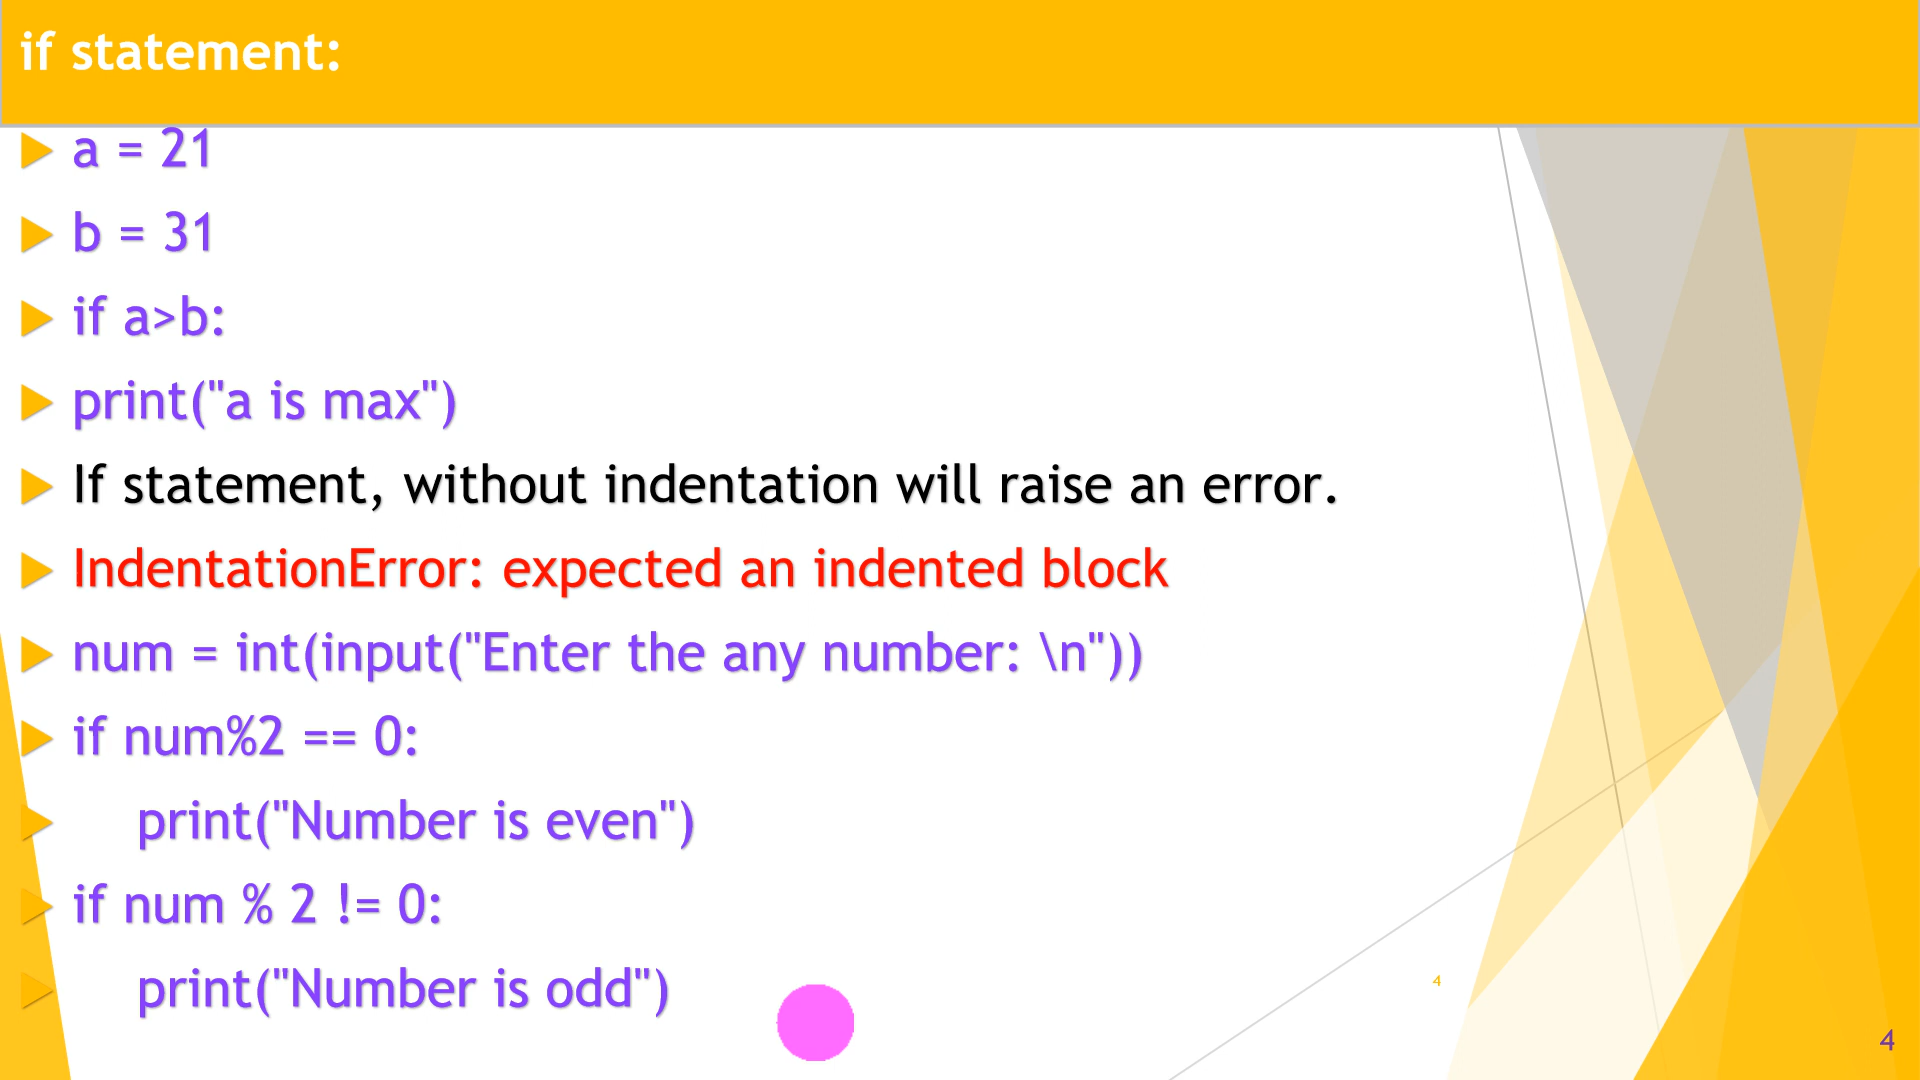 if statement:
a = 21
b = 31
if a>b:
print("a is max")
If statement, without indentation will raise an error.
IndentationError: expected an indented block
num = int(input("Enter the any number: \n"))
if num%2 == 0:
    print("Number is even")
if num % 2 != 0:
    print("Number is odd")
4
4